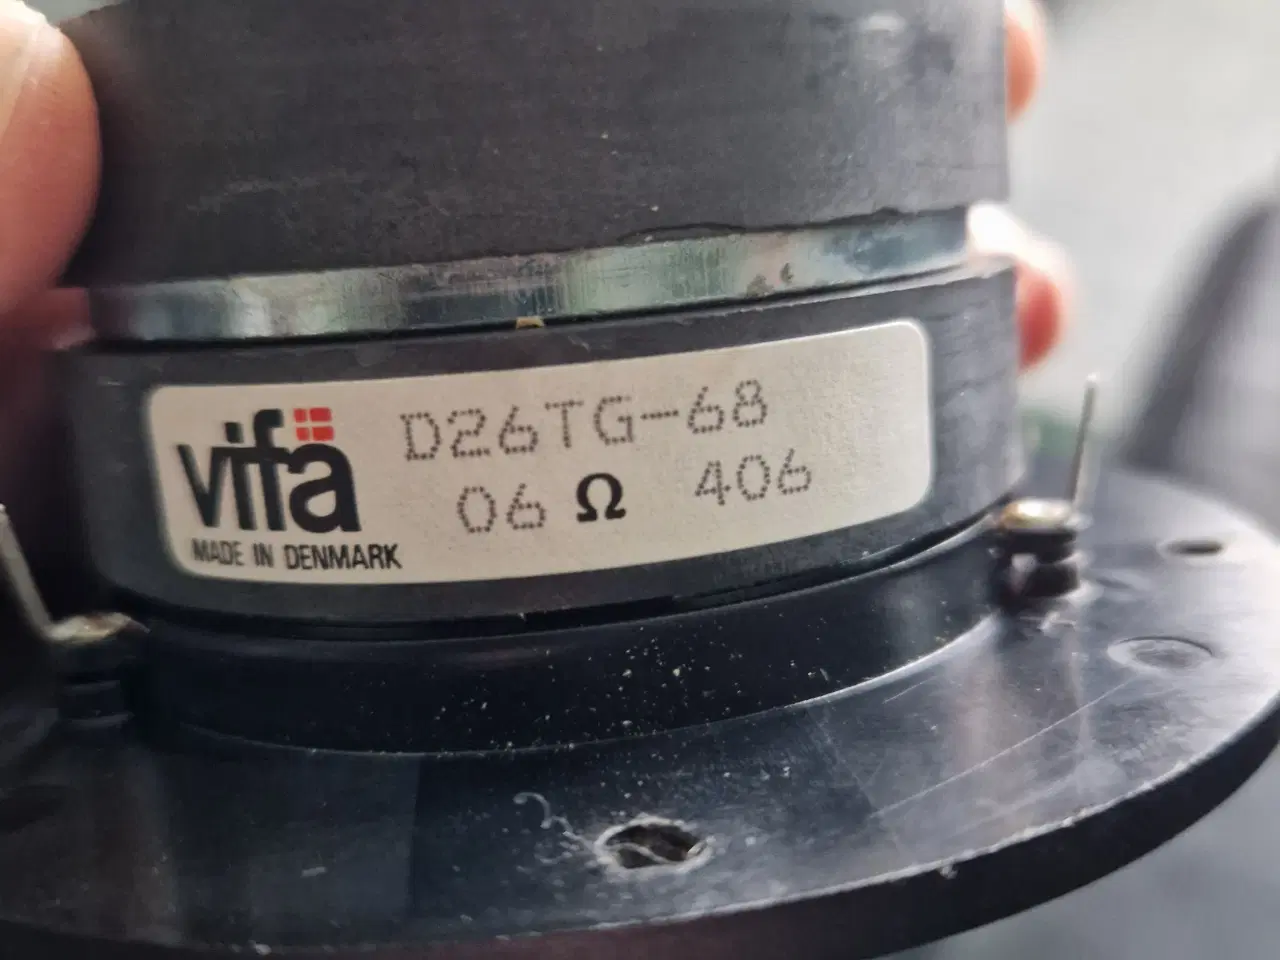 vifa
MADE IN DENMARK
D26TG-68
06 Ω 406